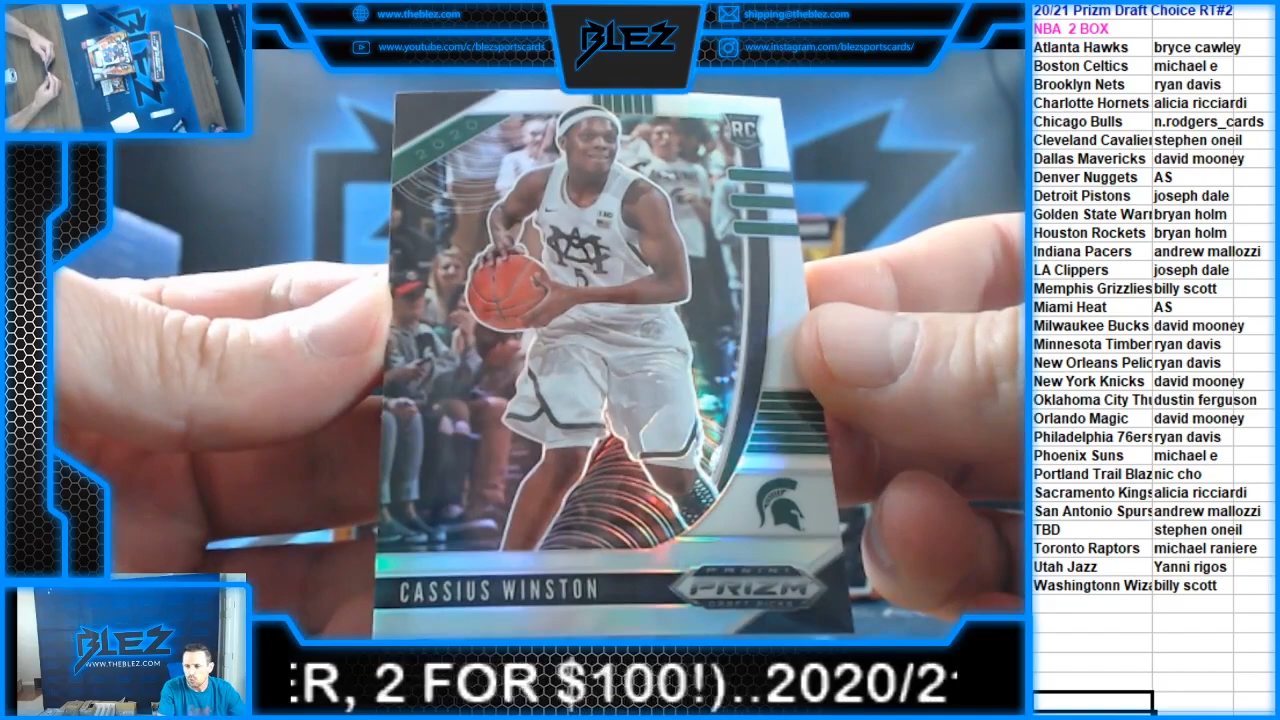 www.theblez.com
BLEZ
shipping@theblez.com
www.youtube.com/c/blezsportscards
www.instagram.com/blezsportscards/
20/21 Prizm Draft Choice RT#2
NBA 2 BOX
Atlanta Hawks bryce cawley
Boston Celtics michael e
Brooklyn Nets ryan davis
Charlotte Hornets alicia ricciardi
Chicago Bulls n.rodgers_cards
Cleveland Cavalie stephen oneil
Dallas Mavericks david mooney
Denver Nuggets AS
Detroit Pistons joseph dale
Golden State Warr bryan holm
Houston Rockets bryan holm
Indiana Pacers andrew mallozzi
LA Clippers joseph dale
Memphis Grizzlies billy scott
Miami Heat AS
Milwaukee Bucks david mooney
Minnesota Timber ryan davis
New Orleans Pelic ryan davis
New York Knicks david mooney
Oklahoma City Thu dustin ferguson
Orlando Magic david mooney
Philadelphia 76ers ryan davis
Phoenix Suns michael e
Portland Trail Blaz nic cho
Sacramento Kings alicia ricciardi
San Antonio Spurs andrew mallozzi
TBD stephen oneil
Toronto Raptors michael raniere
Utah Jazz Yanni rigos
Washingtonn Wiza billy scott
2020
RC
CASSIUS WINSTON
PANINI
PRIZM
DRAFT PICKS
BLEZ
WWW.THEBLEZ.COM
ER, 2 FOR $100!)..2020/21